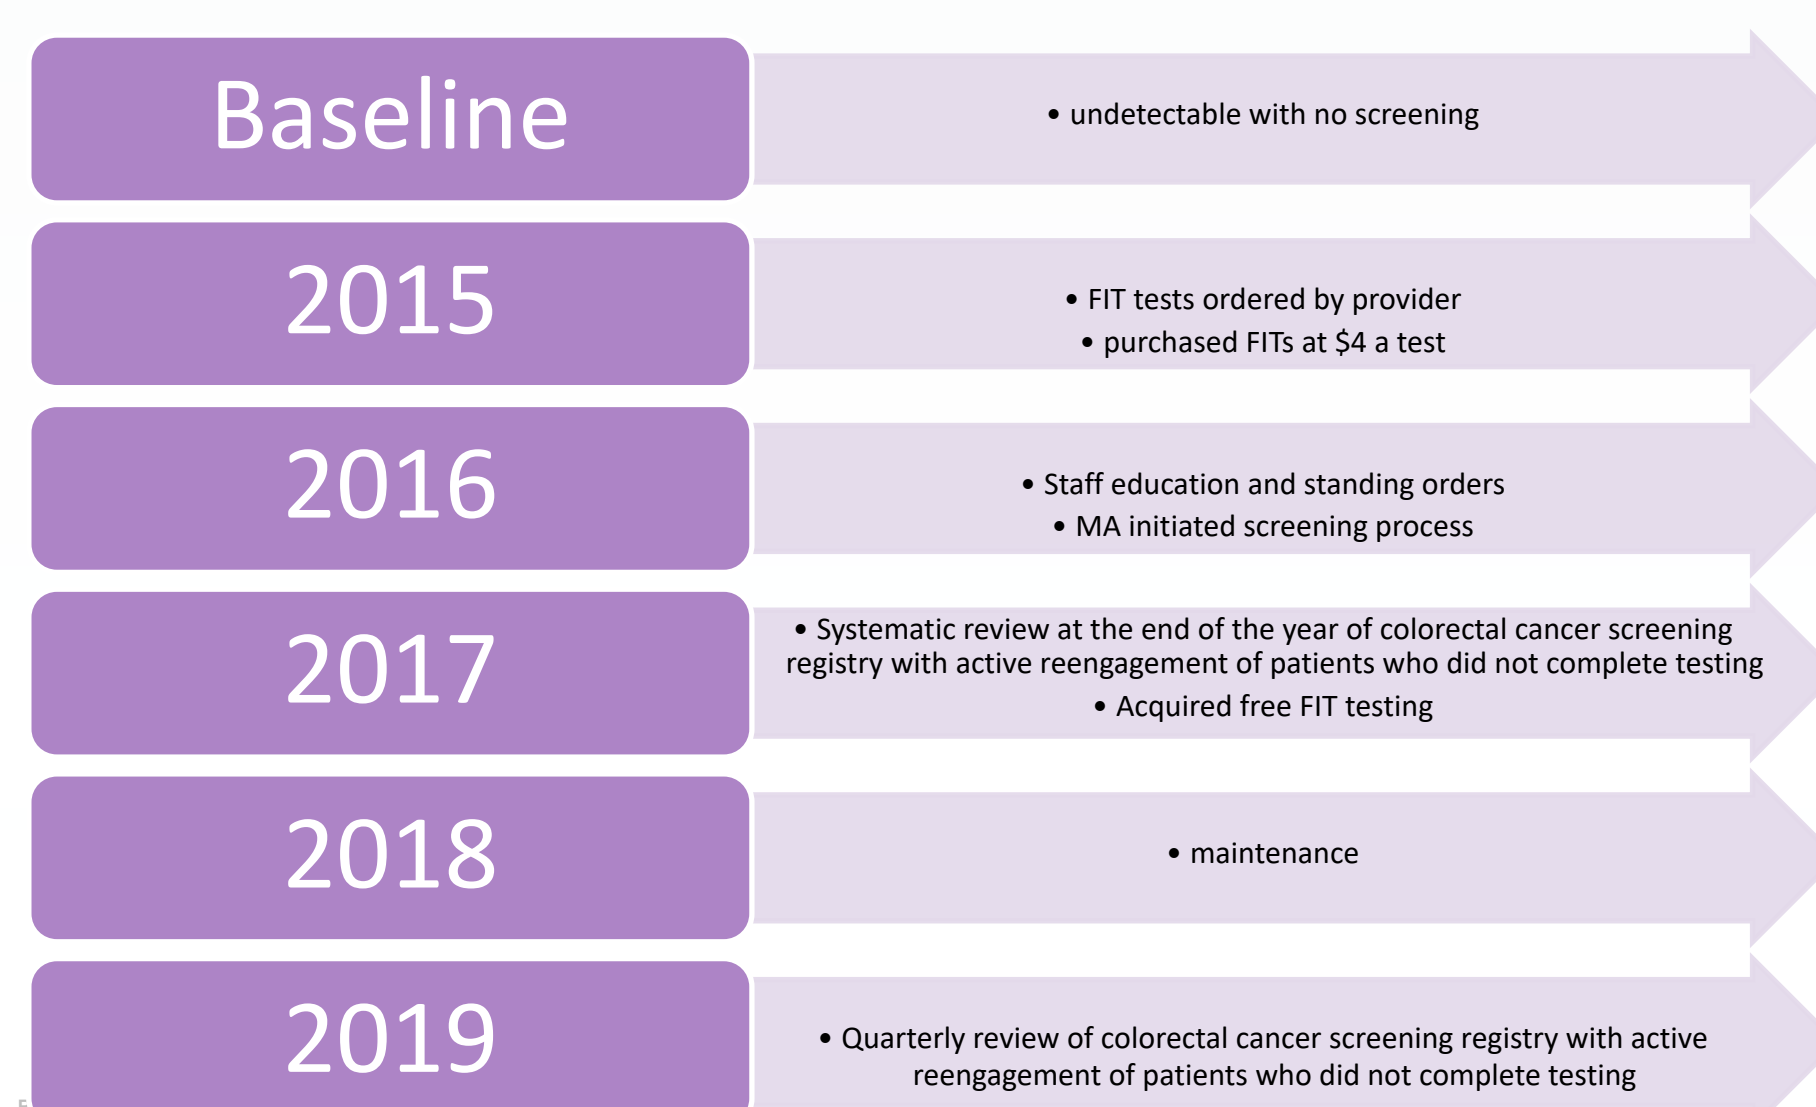 Baseline
• undetectable with no screening
2015
• FIT tests ordered by provider
• purchased FITs at $4 a test
2016
• Staff education and standing orders
• MA initiated screening process
2017
• Systematic review at the end of the year of colorectal cancer screening
registry with active reengagement of patients who did not complete testing
• Acquired free FIT testing
2018
• maintenance
2019
• Quarterly review of colorectal cancer screening registry with active
reengagement of patients who did not complete testing